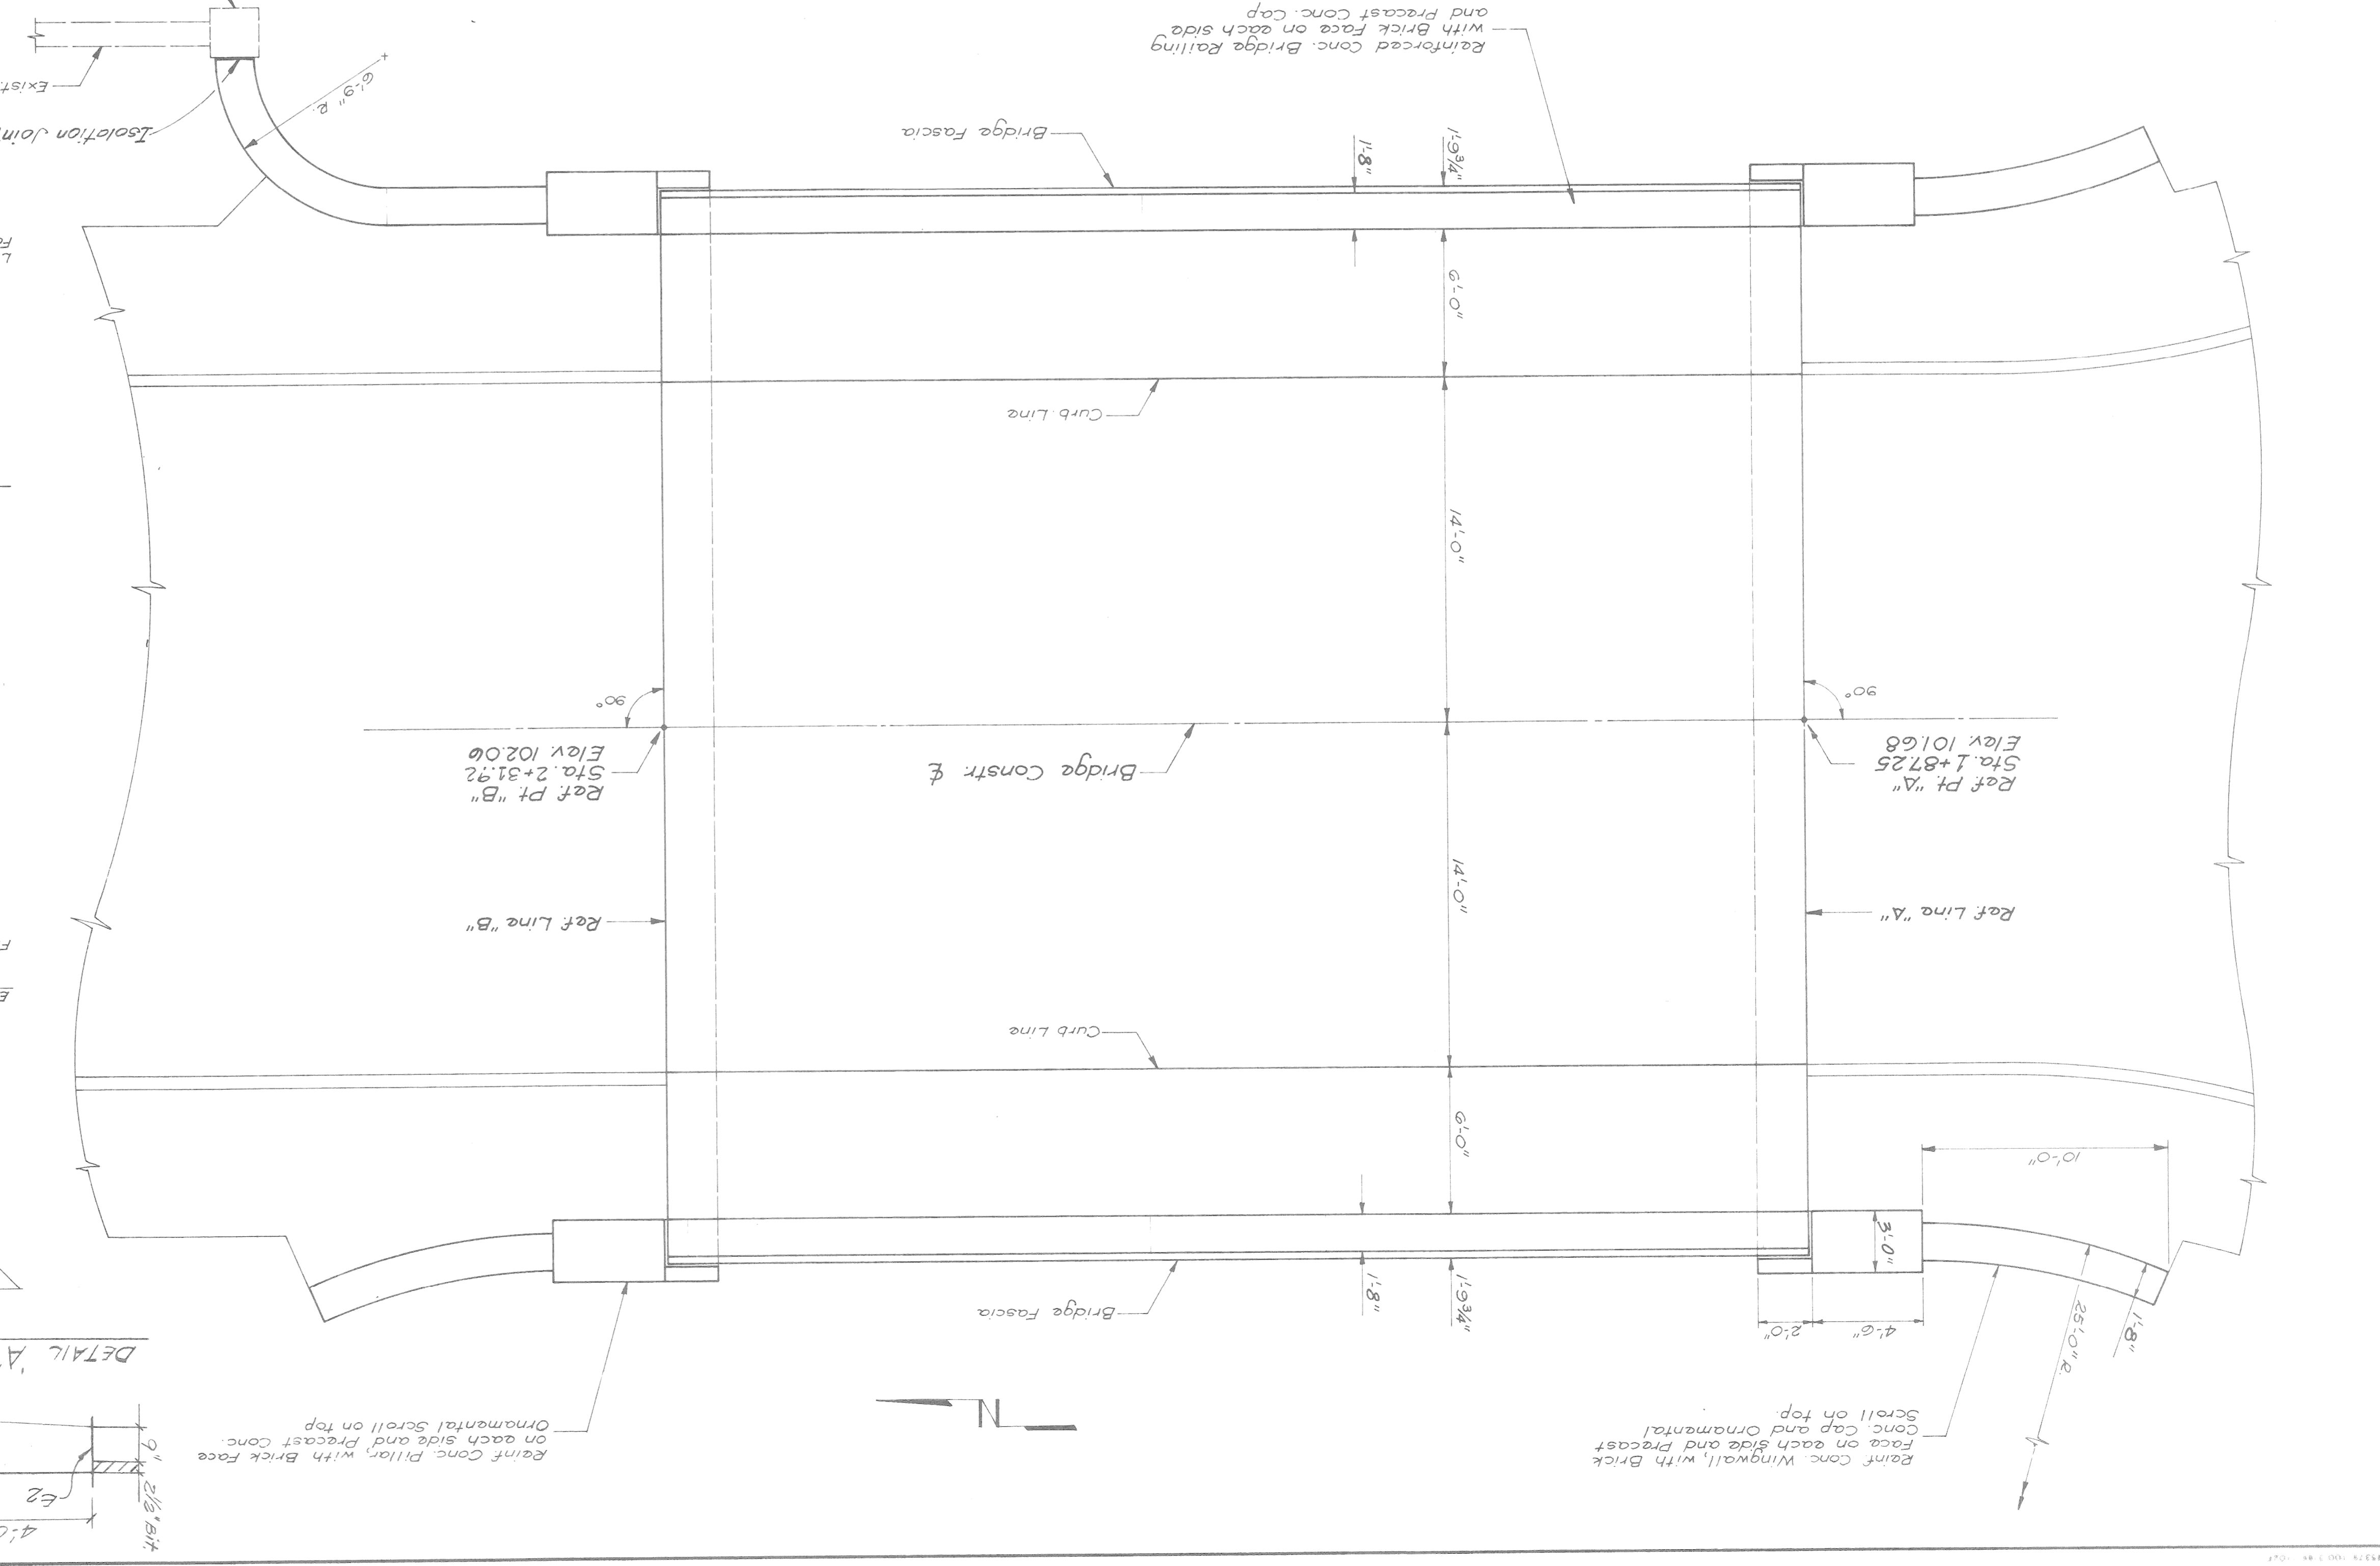 4'-0
E2
9"
2½" Bit.
DETAIL 'A
Reinf. Conc. Wingwall, with Brick
Face on each side and Precast
Conc. Cap and Ornamental
Scroll on top.
Reinf. Conc. Pillar, with Brick Face
on each side and Precast Conc.
Ornamental Scroll on top
N
25'-0" R.
1'-8"
4'-6"
2'-0"
3'-0"
10'-0"
Bridge Fascia
1'-8"
1'-9¾"
6'-0"
Curb Line
14'-0"
Ref. Line "A"
Ref. Line "B"
Ref. Pt. "A"
Sta. 1+87.25
Elev. 101.68
90°
Bridge Constr. ℄
Ref. Pt. "B"
Sta. 2+31.92
Elev. 102.06
90°
14'-0"
Curb Line
6'-0"
1'-9¾"
1'-8"
Bridge Fascia
Reinforced Conc. Bridge Railing
with Brick Face on each side
and Precast Conc. Cap
6'-9" R.
Isolation Join
Exist.